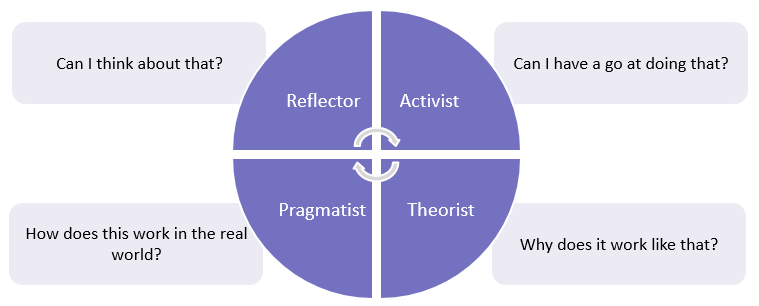 Can I think about that?
Can I have a go at doing that?
Reflector
Activist
Pragmatist
Theorist
How does this work in the real
world?
Why does it work like that?